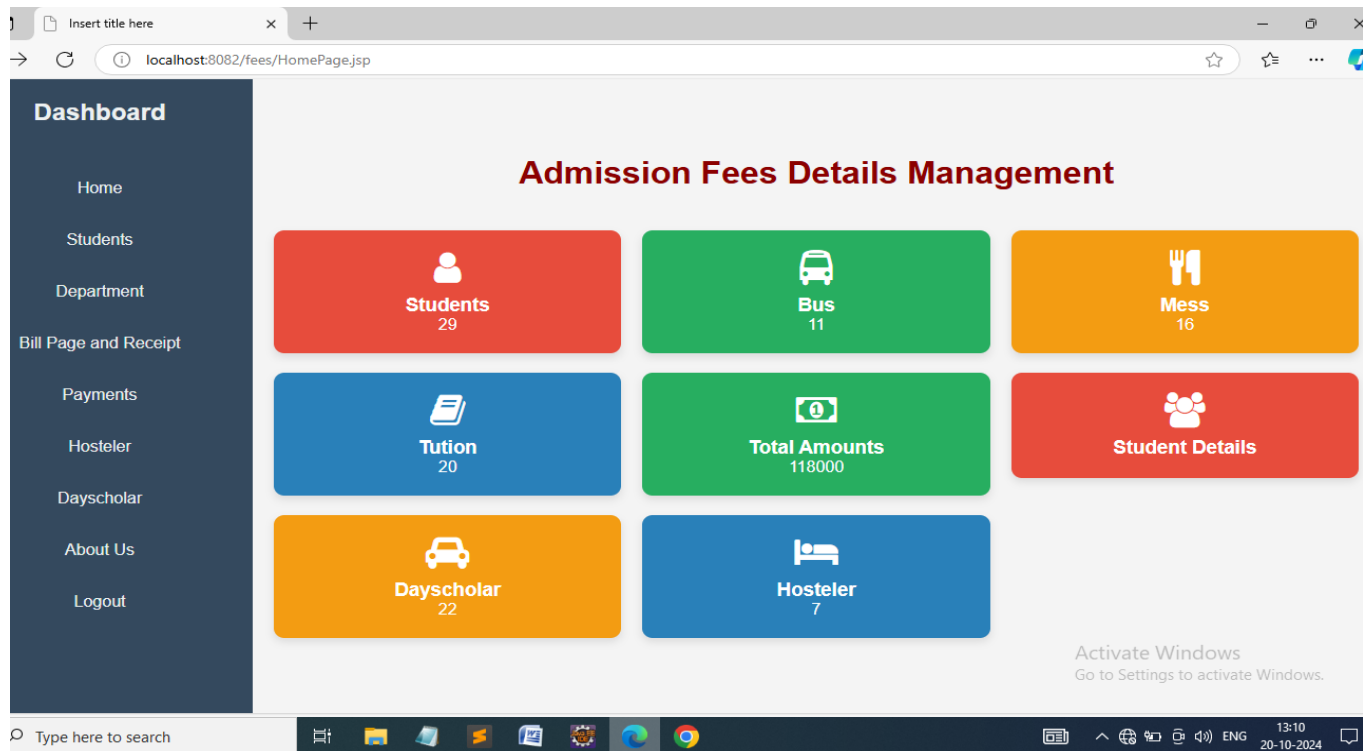 Insert title here
localhost:8082/fees/HomePage.jsp
Dashboard
Home
Students
Department
Bill Page and Receipt
Payments
Hosteler
Dayscholar
About Us
Logout
Admission Fees Details Management
Students
29
Bus
11
Mess
16
Tution
20
Total Amounts
118000
Student Details
Dayscholar
22
Hosteler
7
Activate Windows
Go to Settings to activate Windows.
Type here to search
ENG
13:10
20-10-2024